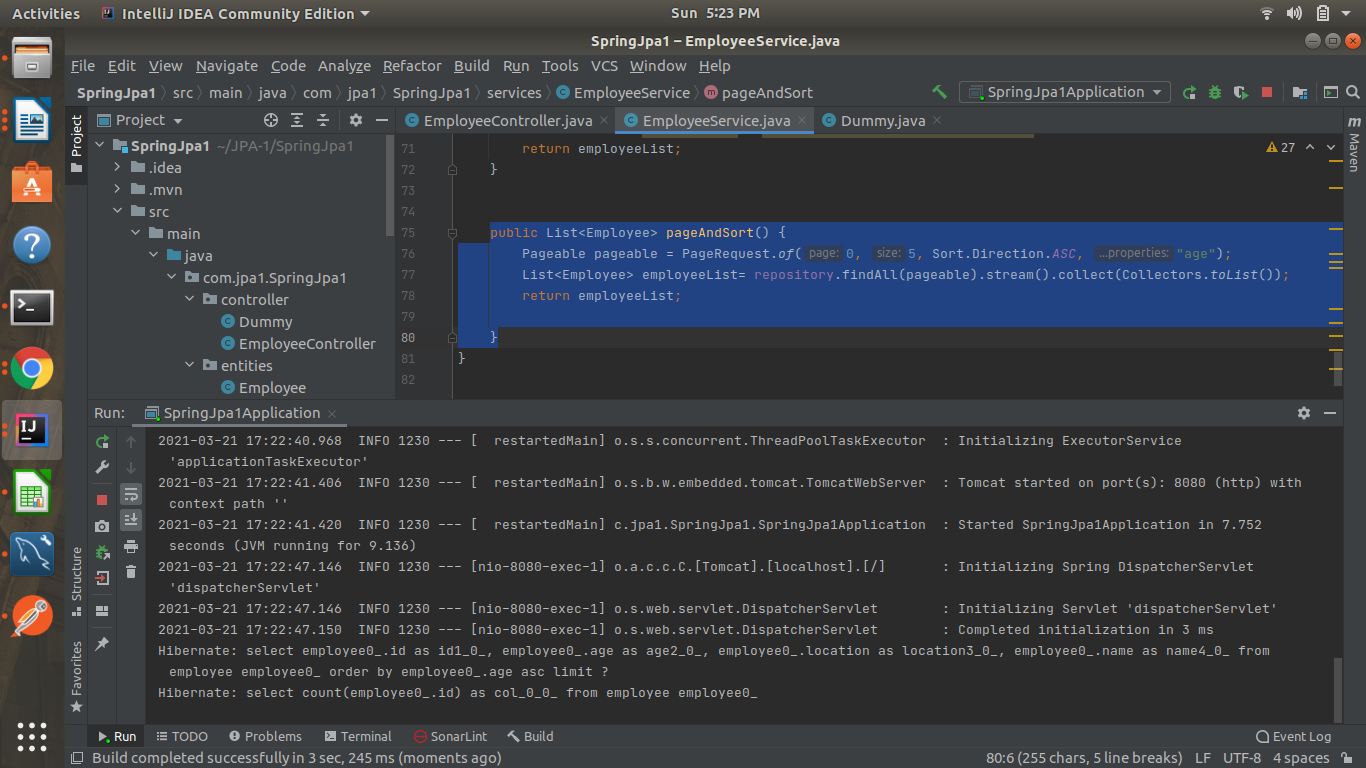 Activities IntelliJ IDEA Community Edition Sun 5:23 PM
SpringJpa1 – EmployeeService.java
File Edit View Navigate Code Analyze Refactor Build Run Tools VCS Window Help
SpringJpa1 src main java com jpa1 SpringJpa1 services EmployeeService pageAndSort SpringJpa1Application
Project EmployeeController.java EmployeeService.java Dummy.java
Project
Maven
SpringJpa1 ~/JPA-1/SpringJpa1
.idea
.mvn
src
main
java
com.jpa1.SpringJpa1
controller
Dummy
EmployeeController
entities
Employee
27
71 return employeeList;
72 }
73
74
75 public List<Employee> pageAndSort() {
76 Pageable pageable = PageRequest.of( page: 0, size: 5, Sort.Direction.ASC, ...properties: "age");
77 List<Employee> employeeList= repository.findAll(pageable).stream().collect(Collectors.toList());
78 return employeeList;
79
80 }
81 }
82
Run: SpringJpa1Application
2021-03-21 17:22:40.968 INFO 1230 --- [ restartedMain] o.s.s.concurrent.ThreadPoolTaskExecutor : Initializing ExecutorService
'applicationTaskExecutor'
2021-03-21 17:22:41.406 INFO 1230 --- [ restartedMain] o.s.b.w.embedded.tomcat.TomcatWebServer : Tomcat started on port(s): 8080 (http) with
context path ''
2021-03-21 17:22:41.420 INFO 1230 --- [ restartedMain] c.jpa1.SpringJpa1.SpringJpa1Application : Started SpringJpa1Application in 7.752
seconds (JVM running for 9.136)
2021-03-21 17:22:47.146 INFO 1230 --- [nio-8080-exec-1] o.a.c.c.C.[Tomcat].[localhost].[/] : Initializing Spring DispatcherServlet
'dispatcherServlet'
2021-03-21 17:22:47.146 INFO 1230 --- [nio-8080-exec-1] o.s.web.servlet.DispatcherServlet : Initializing Servlet 'dispatcherServlet'
2021-03-21 17:22:47.150 INFO 1230 --- [nio-8080-exec-1] o.s.web.servlet.DispatcherServlet : Completed initialization in 3 ms
Hibernate: select employee0_.id as id1_0_, employee0_.age as age2_0_, employee0_.location as location3_0_, employee0_.name as name4_0_ from
employee employee0_ order by employee0_.age asc limit ?
Hibernate: select count(employee0_.id) as col_0_0_ from employee employee0_
Structure
Favorites
Run TODO Problems Terminal SonarLint Build Event Log
Build completed successfully in 3 sec, 245 ms (moments ago) 80:6 (255 chars, 5 line breaks) LF UTF-8 4 spaces